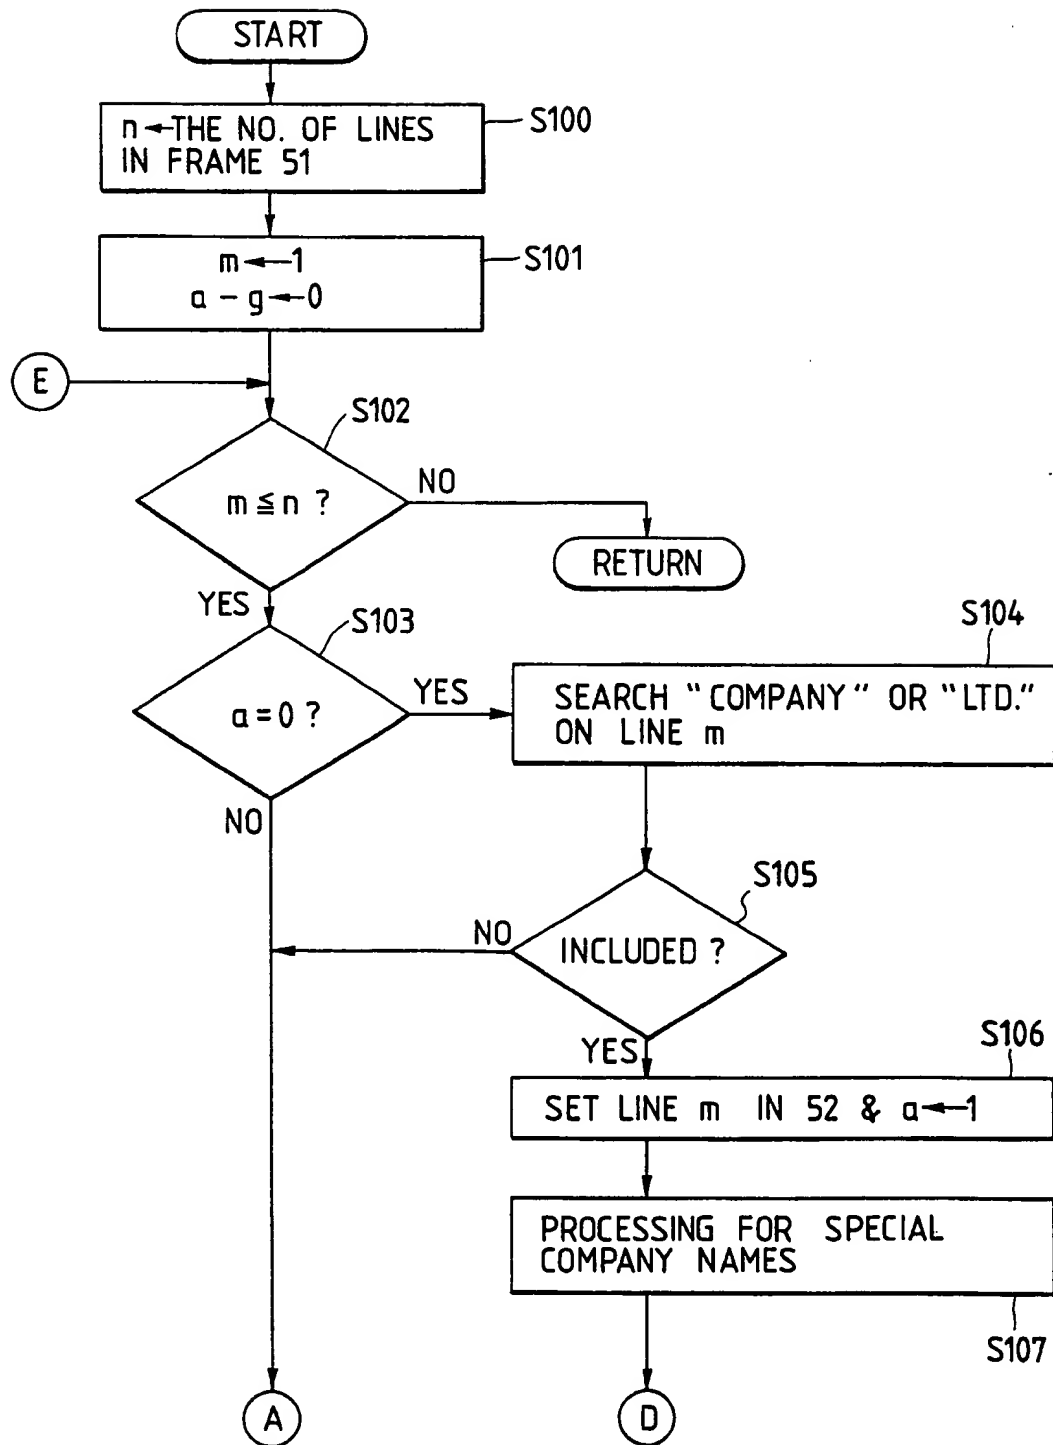 START
n←THE NO. OF LINES
IN FRAME 51
S100
m←1
a – g←0
S101
E
S102
m ≦ n ?
NO
RETURN
YES
S103
a = 0 ?
YES
S104
SEARCH "COMPANY" OR "LTD."
ON LINE m
NO
S105
NO
INCLUDED ?
YES
S106
SET LINE m IN 52 & a←1
PROCESSING FOR SPECIAL
COMPANY NAMES
S107
A
D